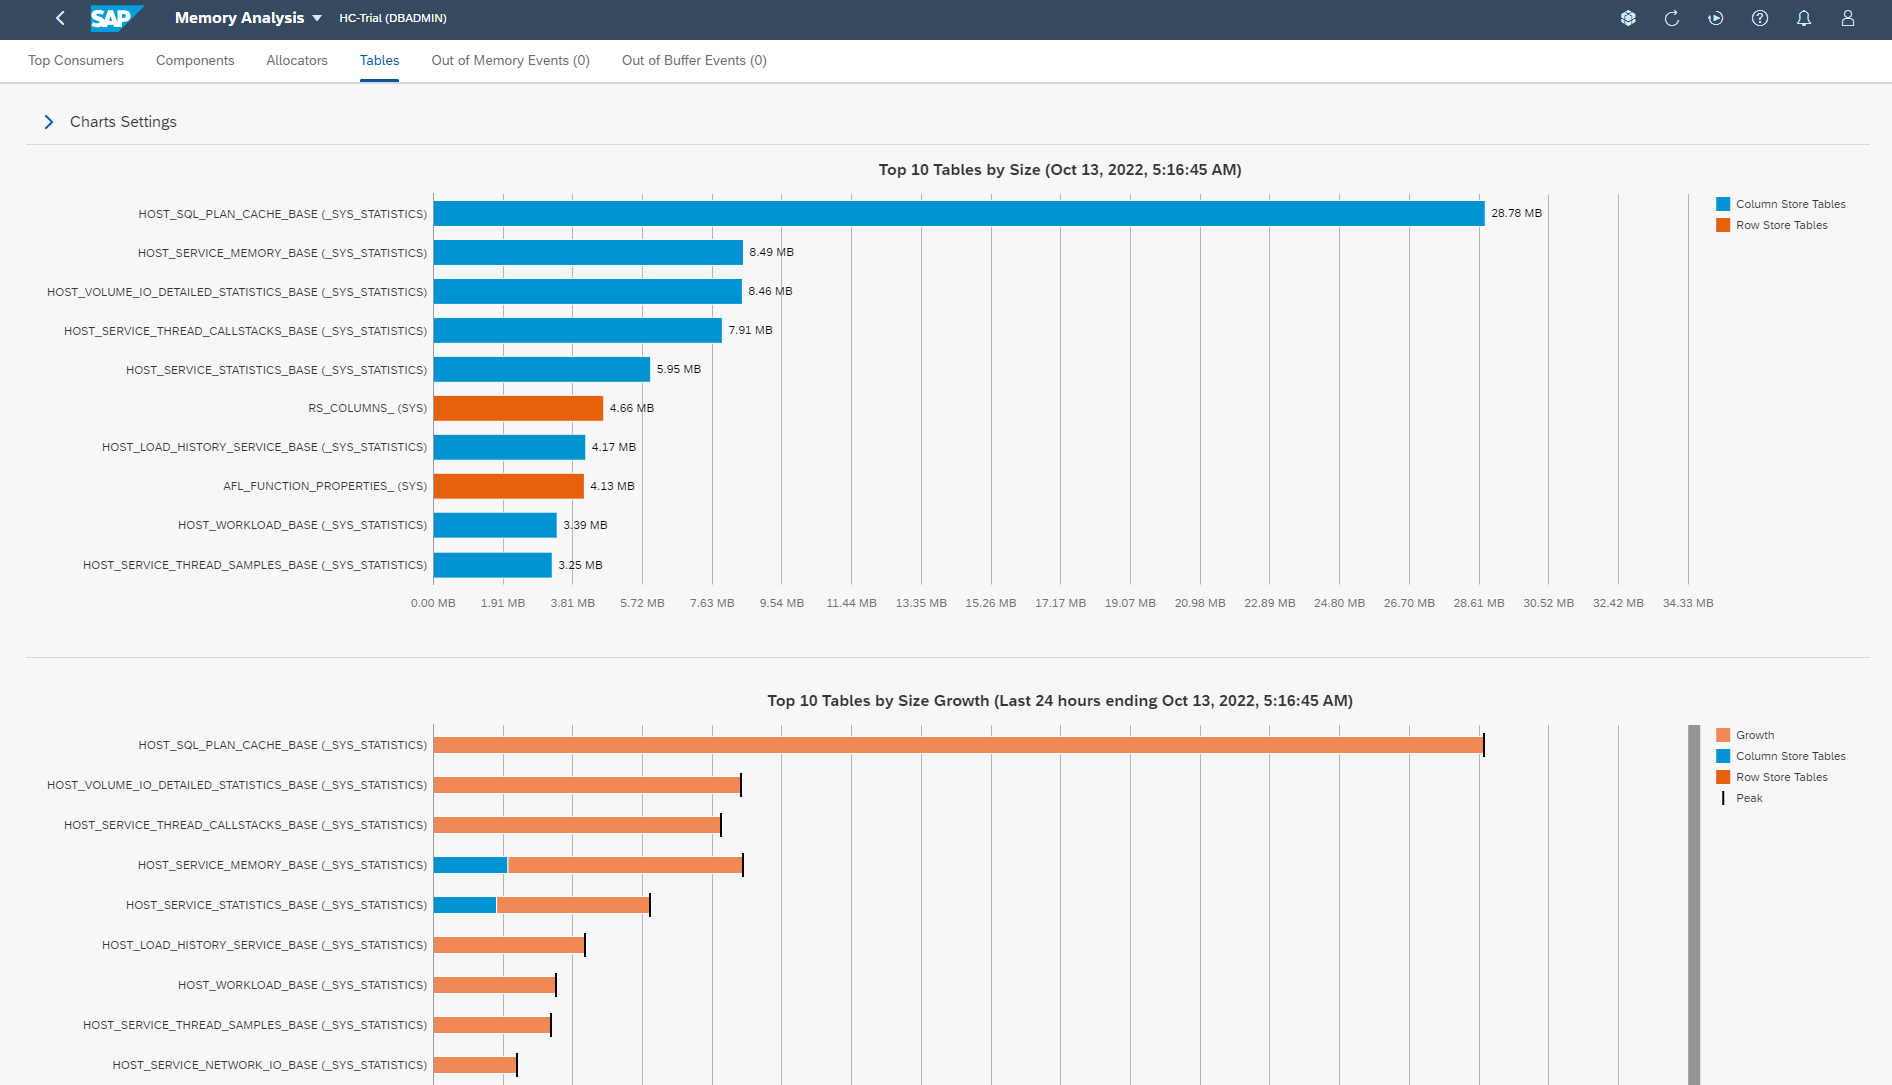 SAP Memory Analysis HC-Trial (DBADMIN)
Top Consumers Components Allocators Tables Out of Memory Events (0) Out of Buffer Events (0)
Charts Settings
Top 10 Tables by Size (Oct 13, 2022, 5:16:45 AM)
HOST_SQL_PLAN_CACHE_BASE (_SYS_STATISTICS) 28.78 MB
HOST_SERVICE_MEMORY_BASE (_SYS_STATISTICS) 8.49 MB
HOST_VOLUME_IO_DETAILED_STATISTICS_BASE (_SYS_STATISTICS) 8.46 MB
HOST_SERVICE_THREAD_CALLSTACKS_BASE (_SYS_STATISTICS) 7.91 MB
HOST_SERVICE_STATISTICS_BASE (_SYS_STATISTICS) 5.95 MB
RS_COLUMNS_ (SYS) 4.66 MB
HOST_LOAD_HISTORY_SERVICE_BASE (_SYS_STATISTICS) 4.17 MB
AFL_FUNCTION_PROPERTIES_ (SYS) 4.13 MB
HOST_WORKLOAD_BASE (_SYS_STATISTICS) 3.39 MB
HOST_SERVICE_THREAD_SAMPLES_BASE (_SYS_STATISTICS) 3.25 MB
0.00 MB 1.91 MB 3.81 MB 5.72 MB 7.63 MB 9.54 MB 11.44 MB 13.35 MB 15.26 MB 17.17 MB 19.07 MB 20.98 MB 22.89 MB 24.80 MB 26.70 MB 28.61 MB 30.52 MB 32.42 MB 34.33 MB
Column Store Tables
Row Store Tables
Top 10 Tables by Size Growth (Last 24 hours ending Oct 13, 2022, 5:16:45 AM)
HOST_SQL_PLAN_CACHE_BASE (_SYS_STATISTICS)
HOST_VOLUME_IO_DETAILED_STATISTICS_BASE (_SYS_STATISTICS)
HOST_SERVICE_THREAD_CALLSTACKS_BASE (_SYS_STATISTICS)
HOST_SERVICE_MEMORY_BASE (_SYS_STATISTICS)
HOST_SERVICE_STATISTICS_BASE (_SYS_STATISTICS)
HOST_LOAD_HISTORY_SERVICE_BASE (_SYS_STATISTICS)
HOST_WORKLOAD_BASE (_SYS_STATISTICS)
HOST_SERVICE_THREAD_SAMPLES_BASE (_SYS_STATISTICS)
HOST_SERVICE_NETWORK_IO_BASE (_SYS_STATISTICS)
Growth
Column Store Tables
Row Store Tables
Peak